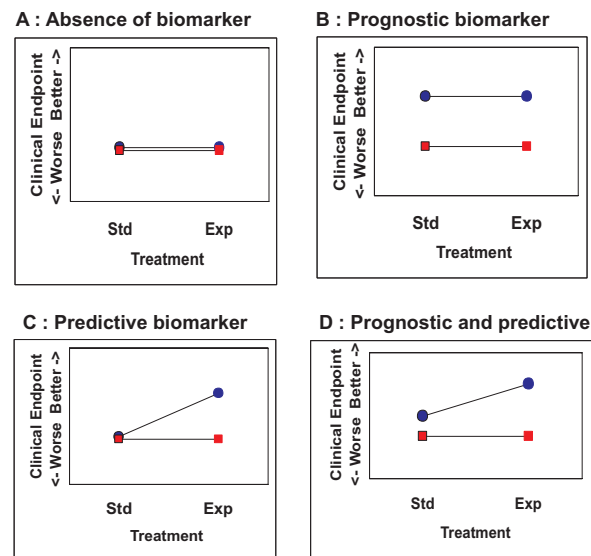 A : Absence of biomarker
Clinical Endpoint
<- Worse Better ->
Std Exp
Treatment
B : Prognostic biomarker
Clinical Endpoint
<- Worse Better ->
Std Exp
Treatment
C : Predictive biomarker
Clinical Endpoint
<- Worse Better ->
Std Exp
Treatment
D : Prognostic and predictive
Clinical Endpoint
<- Worse Better ->
Std Exp
Treatment